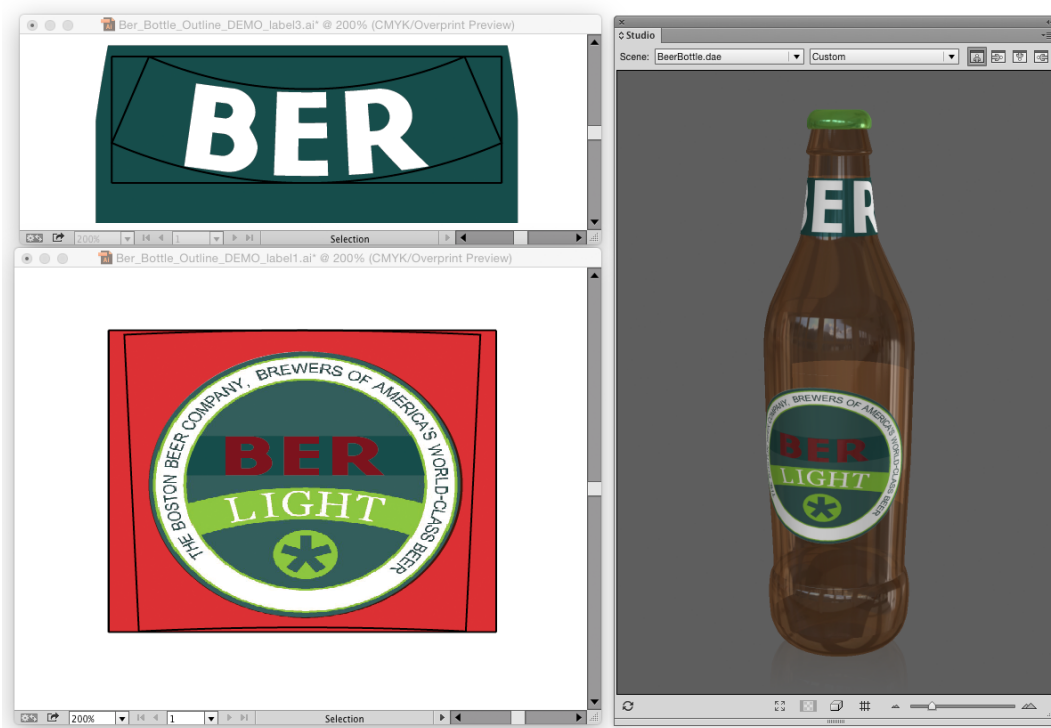 Ber_Bottle_Outline_DEMO_label3.ai* @ 200% (CMYK/Overprint Preview)
BER
200%
1
Selection
Ber_Bottle_Outline_DEMO_label1.ai* @ 200% (CMYK/Overprint Preview)
THE BOSTON BEER COMPANY, BREWERS OF AMERICA'S WORLD-CLASS BEER
BER
LIGHT
200%
1
Selection
Studio
Scene: BeerBottle.dae
Custom
BER
COMPANY, BREWERS OF AMERICA'S WORLD-CLASS BEER
BER
LIGHT